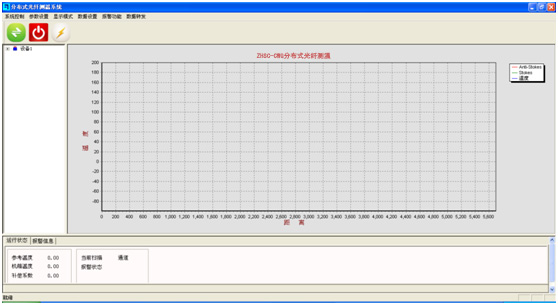 分布式光纤测温系统
系统控制 参数设置 显示模式 数据设置 报警功能 数据转发
设备1
ZHSG-CWQ分布式光纤测温
Anti-Stokes
Stokes
温度
200
180
160
140
120
100
80
60
40
20
0
-20
-40
-60
-80
温度
0 200 400 600 800 1,000 1,200 1,400 1,600 1,800 2,000 2,200 2,400 2,600 2,800 3,000 3,200 3,400 3,600 3,800 4,000 4,200 4,400 4,600 4,800 5,000 5,200 5,400 5,600
距 离
运行状态 报警信息
参考温度 0.00 当前扫描 通道
机箱温度 0.00 报警状态
补偿系数 0.00
就绪